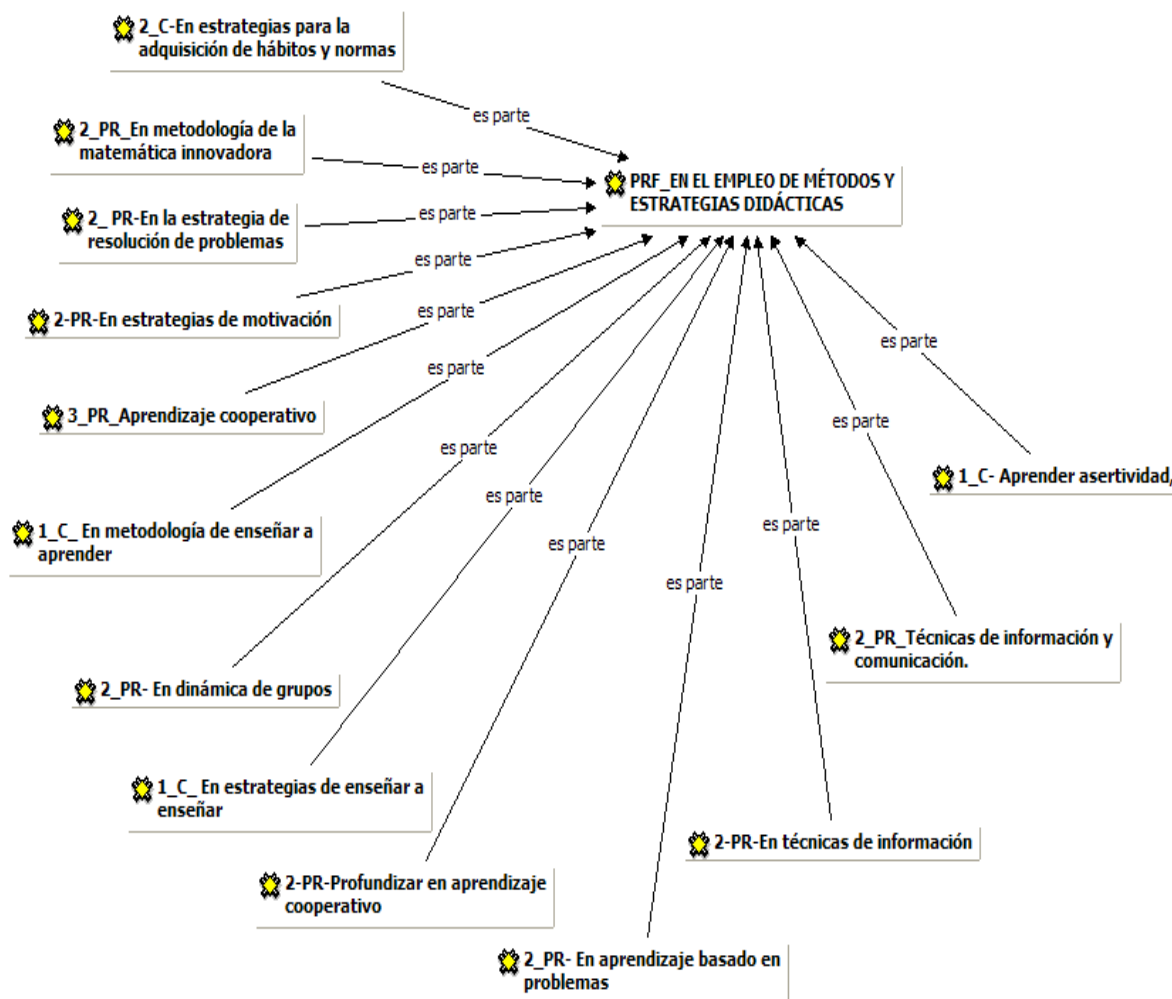 2_C-En estrategias para la
adquisición de hábitos y normas
es parte
2_PR_En metodología de la
matemática innovadora
es parte
PRF_EN EL EMPLEO DE MÉTODOS Y
ESTRATEGIAS DIDÁCTICAS
2_ PR-En la estrategia de
resolución de problemas
es parte
es parte
2-PR-En estrategias de motivación
es parte
es parte
3_PR_Aprendizaje cooperativo
es parte
es parte
es parte
1_C- Aprender asertividad,
es parte
1_C_ En metodología de enseñar a
aprender
es parte
es parte
es parte
2_PR_Técnicas de información y
comunicación.
2_PR- En dinámica de grupos
1_C_ En estrategias de enseñar a
enseñar
2-PR-En técnicas de información
2-PR-Profundizar en aprendizaje
cooperativo
2_PR- En aprendizaje basado en
problemas